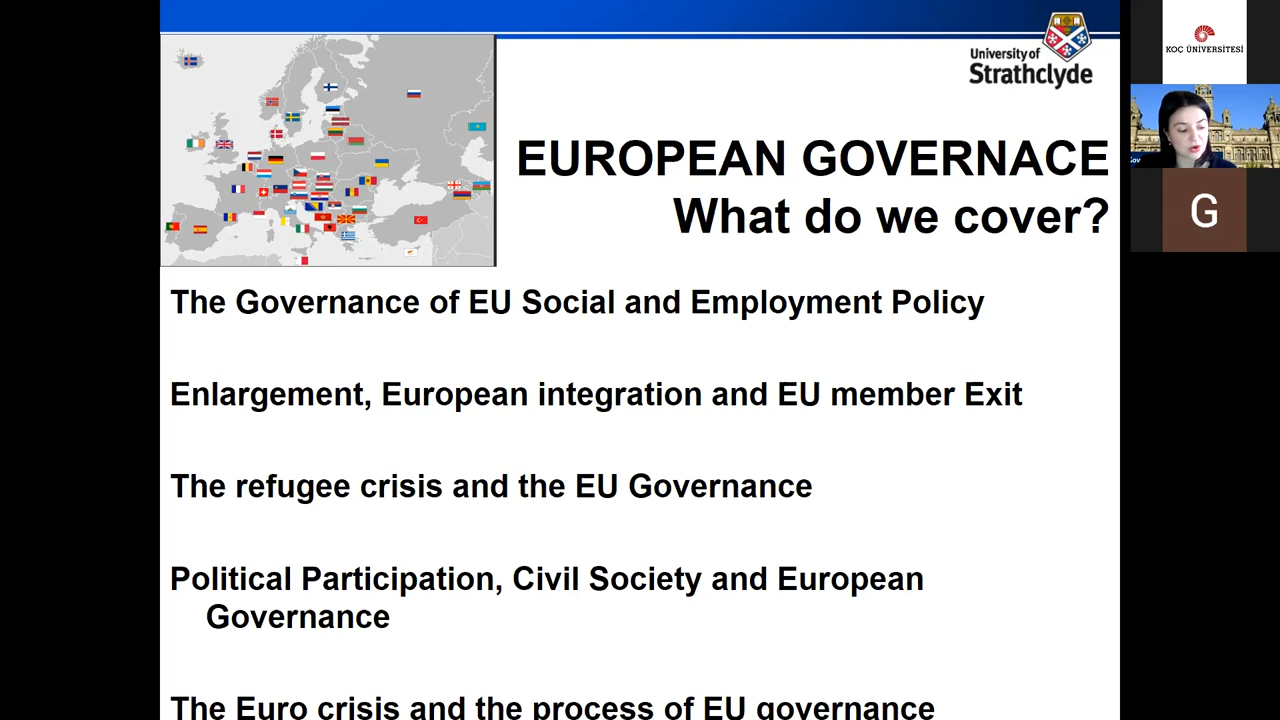 University of
Strathclyde
EUROPEAN GOVERNACE
What do we cover?
The Governance of EU Social and Employment Policy
Enlargement, European integration and EU member Exit
The refugee crisis and the EU Governance
Political Participation, Civil Society and European
Governance
The Euro crisis and the process of EU governance
KOÇ ÜNİVERSİTESİ
G